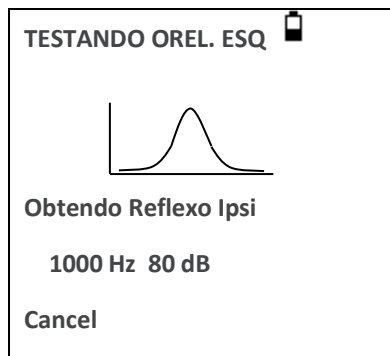 TESTANDO OREL. ESQ
Obtendo Reflexo Ipsi
1000 Hz 80 dB
Cancel